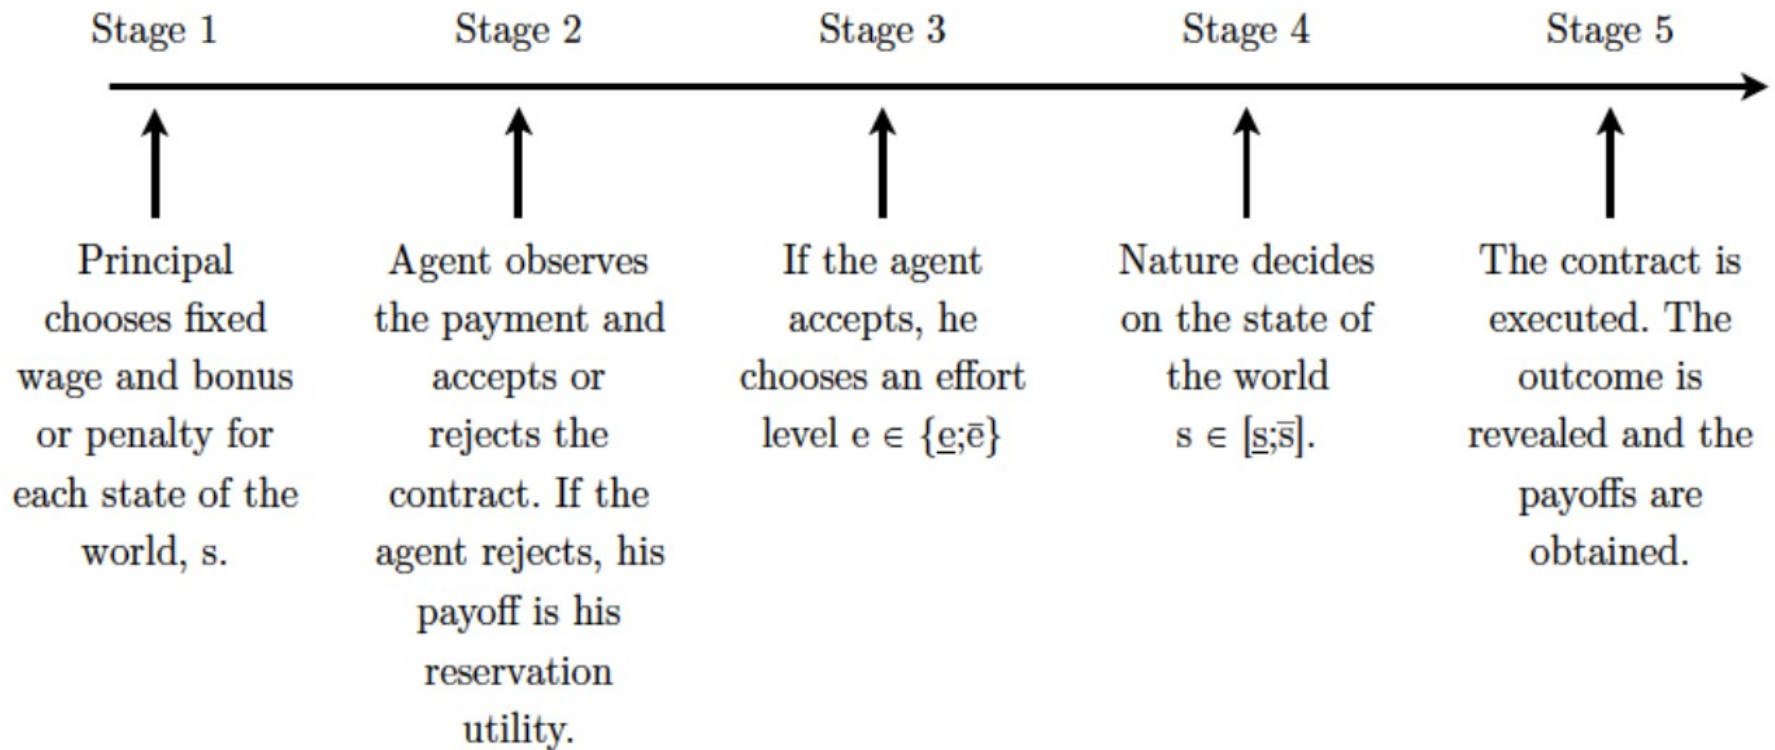 Stage 1
Stage 2
Stage 3
Stage 4
Stage 5
Principal
chooses fixed
wage and bonus
or penalty for
each state of the
world, s.
Agent observes
the payment and
accepts or
rejects the
contract. If the
agent rejects, his
payoff is his
reservation
utility.
If the agent
accepts, he
chooses an effort
level e ∈ {e̲;ē}
Nature decides
on the state of
the world
s ∈ [s̲;s̅].
The contract is
executed. The
outcome is
revealed and the
payoffs are
obtained.